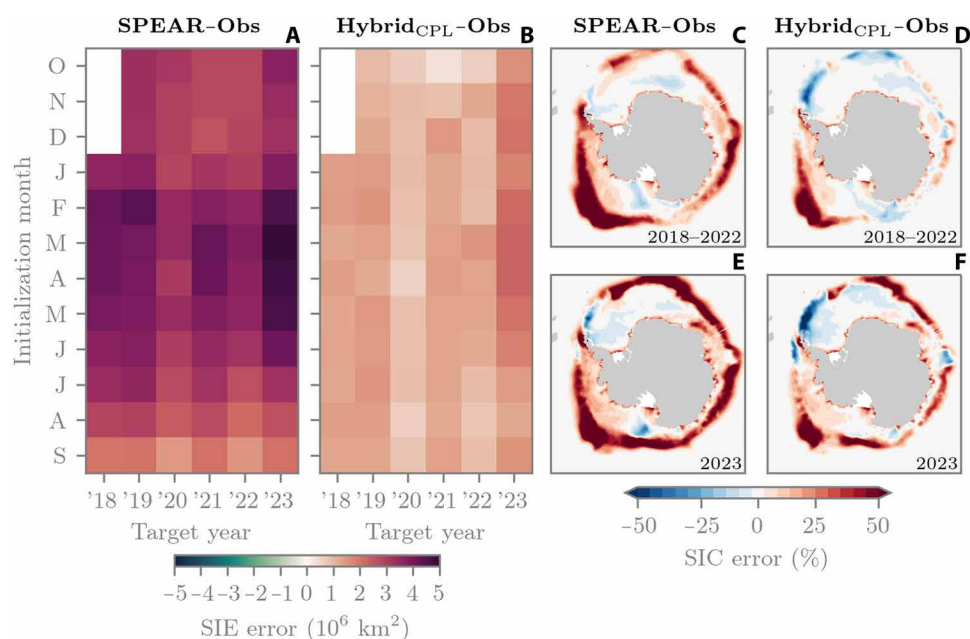 SPEAR–Obs
A
Hybrid_CPL–Obs
B
SPEAR–Obs
C
Hybrid_CPL–Obs
D
Initialization month
O
N
D
J
F
M
A
M
J
J
A
S
'18 '19 '20 '21 '22 '23
Target year
'18 '19 '20 '21 '22 '23
Target year
−5 −4 −3 −2 −1 0 1 2 3 4 5
SIE error (10⁶ km²)
2018–2022
2018–2022
E
F
2023
2023
−50 −25 0 25 50
SIC error (%)